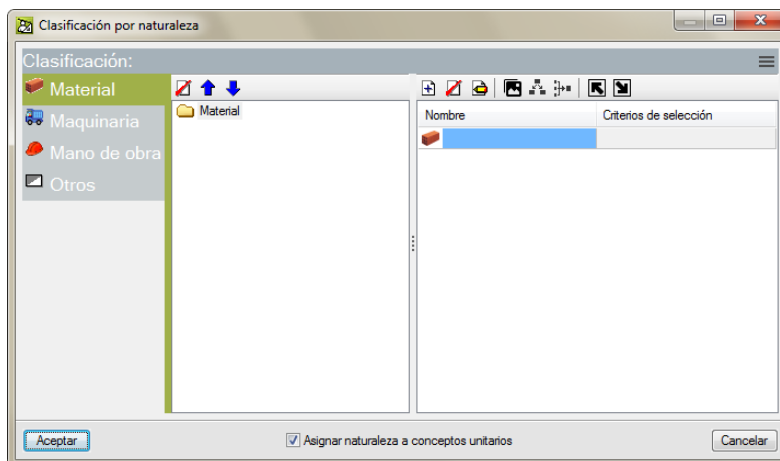 Clasificación por naturaleza
Clasificación:
Material
Maquinaria
Mano de obra
Otros
Material
Nombre Criterios de selección
Aceptar Asignar naturaleza a conceptos unitarios Cancelar